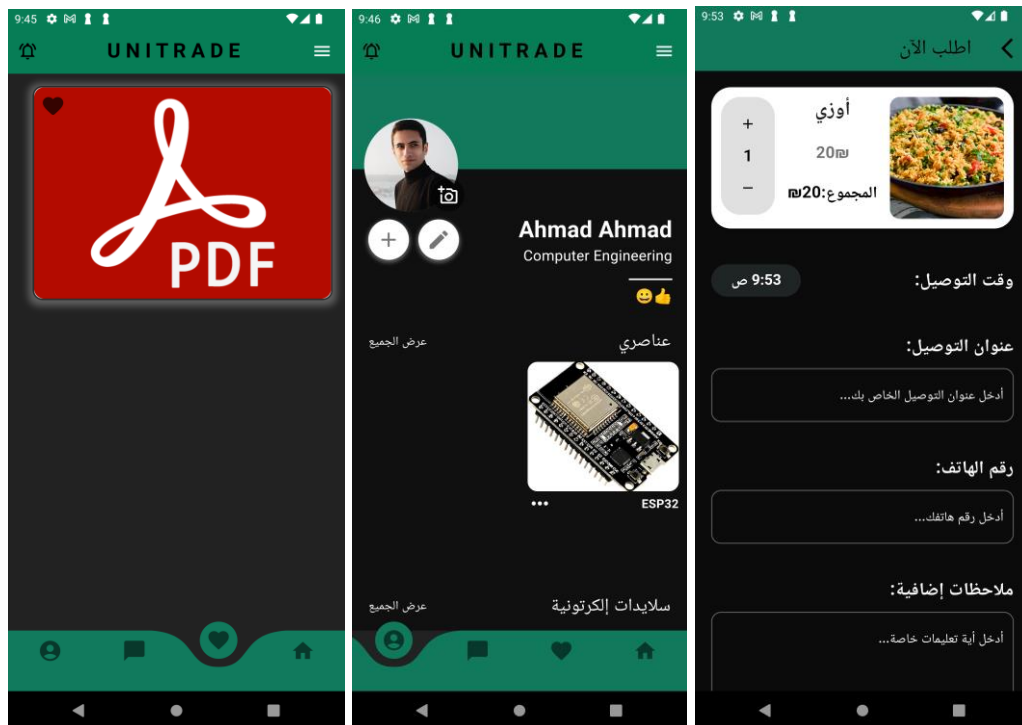 9:45
UNITRADE
PDF
9:46
UNITRADE
Ahmad Ahmad
Computer Engineering
😀👍
عناصري
عرض الجميع
ESP32
سلايدات إلكرتونية
عرض الجميع
9:53
اطلب الآن
أوزي
+
20₪
1
المجموع:20₪
−
وقت التوصيل:
9:53 ص
عنوان التوصيل:
أدخل عنوان التوصيل الخاص بك...
رقم الهاتف:
أدخل رقم هاتفك...
ملاحظات إضافية:
أدخل أية تعليمات خاصة...